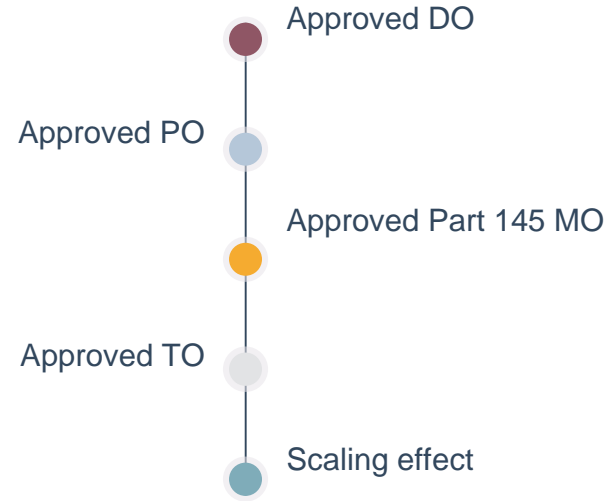 Approved DO
Approved PO
Approved Part 145 MO
Approved TO
Scaling effect